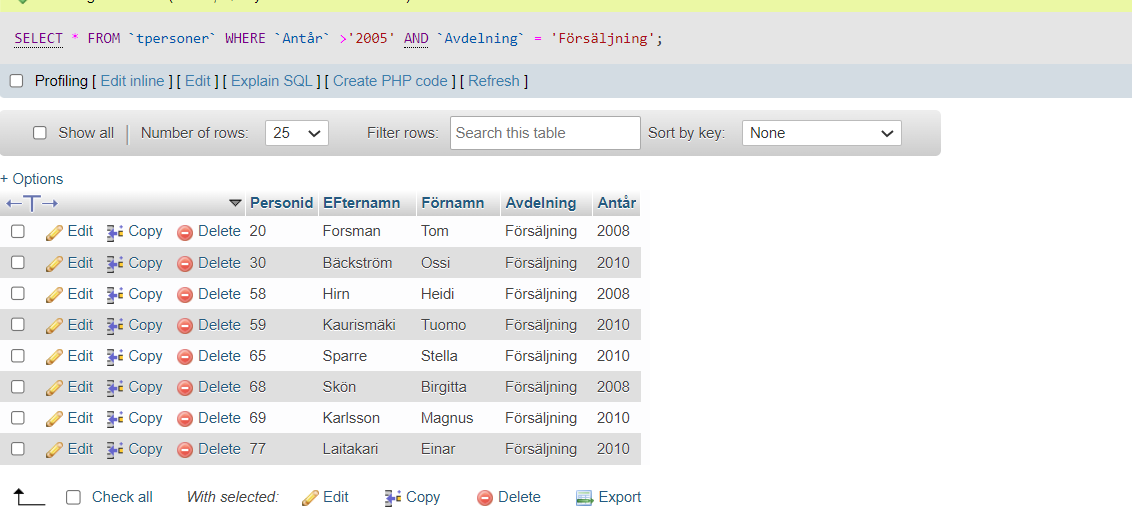 SELECT * FROM `tpersoner` WHERE `Antår` >'2005' AND `Avdelning` = 'Försäljning';
Profiling [ Edit inline ] [ Edit ] [ Explain SQL ] [ Create PHP code ] [ Refresh ]
Show all Number of rows: 25 Filter rows: Search this table Sort by key: None
+ Options
Personid EFternamn Förnamn Avdelning Antår
Edit Copy Delete 20 Forsman Tom Försäljning 2008
Edit Copy Delete 30 Bäckström Ossi Försäljning 2010
Edit Copy Delete 58 Hirn Heidi Försäljning 2008
Edit Copy Delete 59 Kaurismäki Tuomo Försäljning 2010
Edit Copy Delete 65 Sparre Stella Försäljning 2010
Edit Copy Delete 68 Skön Birgitta Försäljning 2008
Edit Copy Delete 69 Karlsson Magnus Försäljning 2010
Edit Copy Delete 77 Laitakari Einar Försäljning 2010
Check all With selected: Edit Copy Delete Export